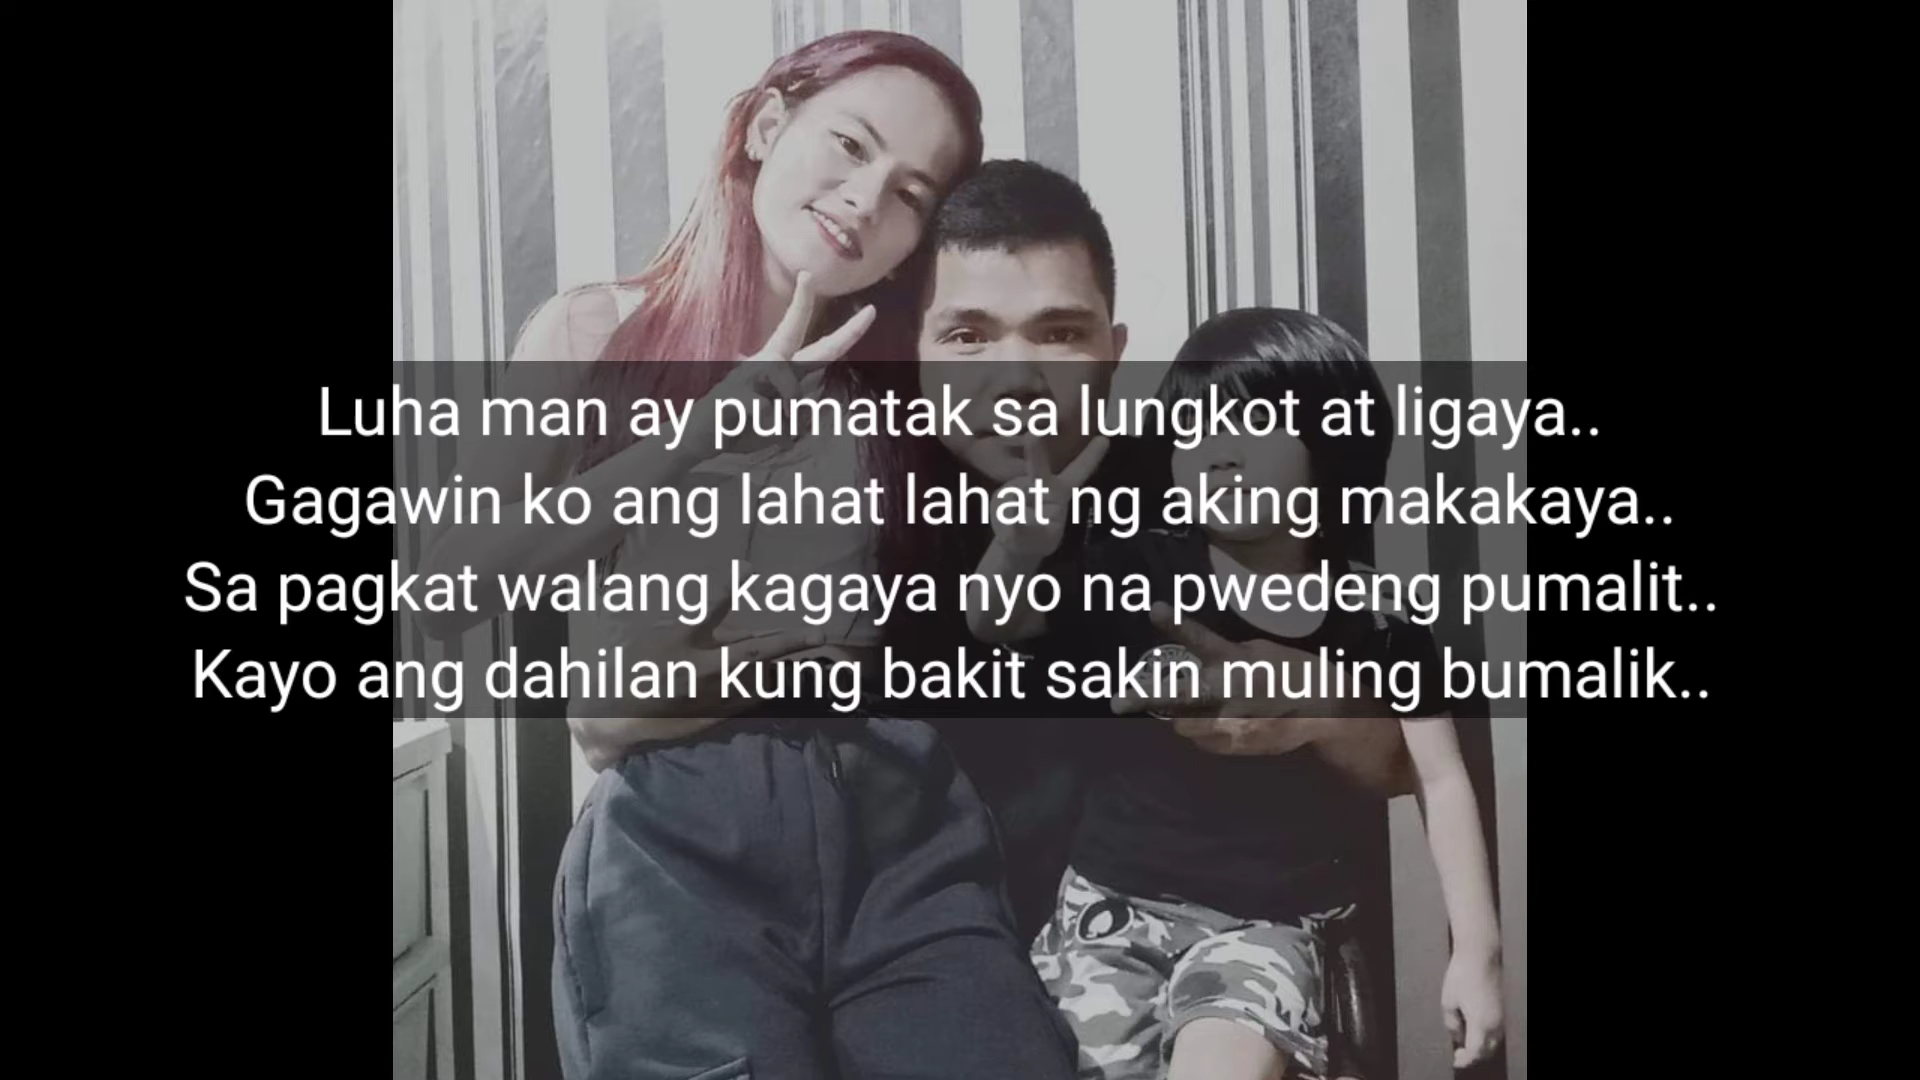 Luha man ay pumatak sa lungkot at ligaya..
Gagawin ko ang lahat lahat ng aking makakaya..
Sa pagkat walang kagaya nyo na pwedeng pumalit..
Kayo ang dahilan kung bakit sakin muling bumalik..